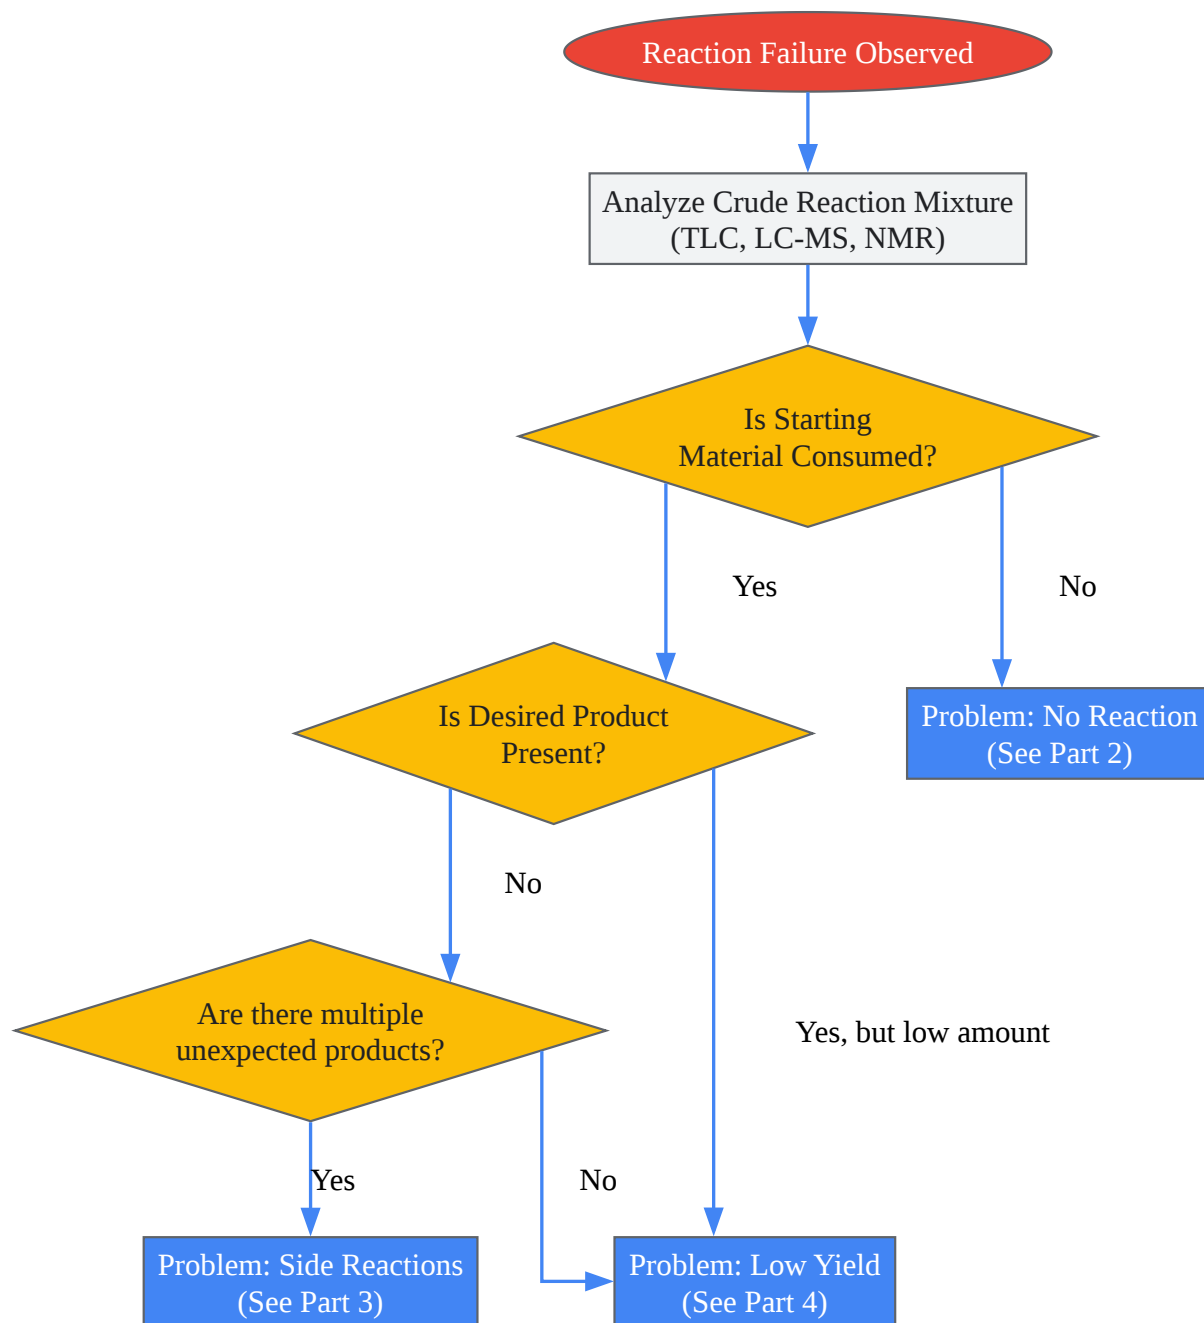 Reaction Failure Observed
Analyze Crude Reaction Mixture
(TLC, LC-MS, NMR)
Is Starting
Material Consumed?
Yes
No
Is Desired Product
Present?
Problem: No Reaction
(See Part 2)
No
Are there multiple
unexpected products?
Yes, but low amount
Yes
No
Problem: Side Reactions
(See Part 3)
Problem: Low Yield
(See Part 4)